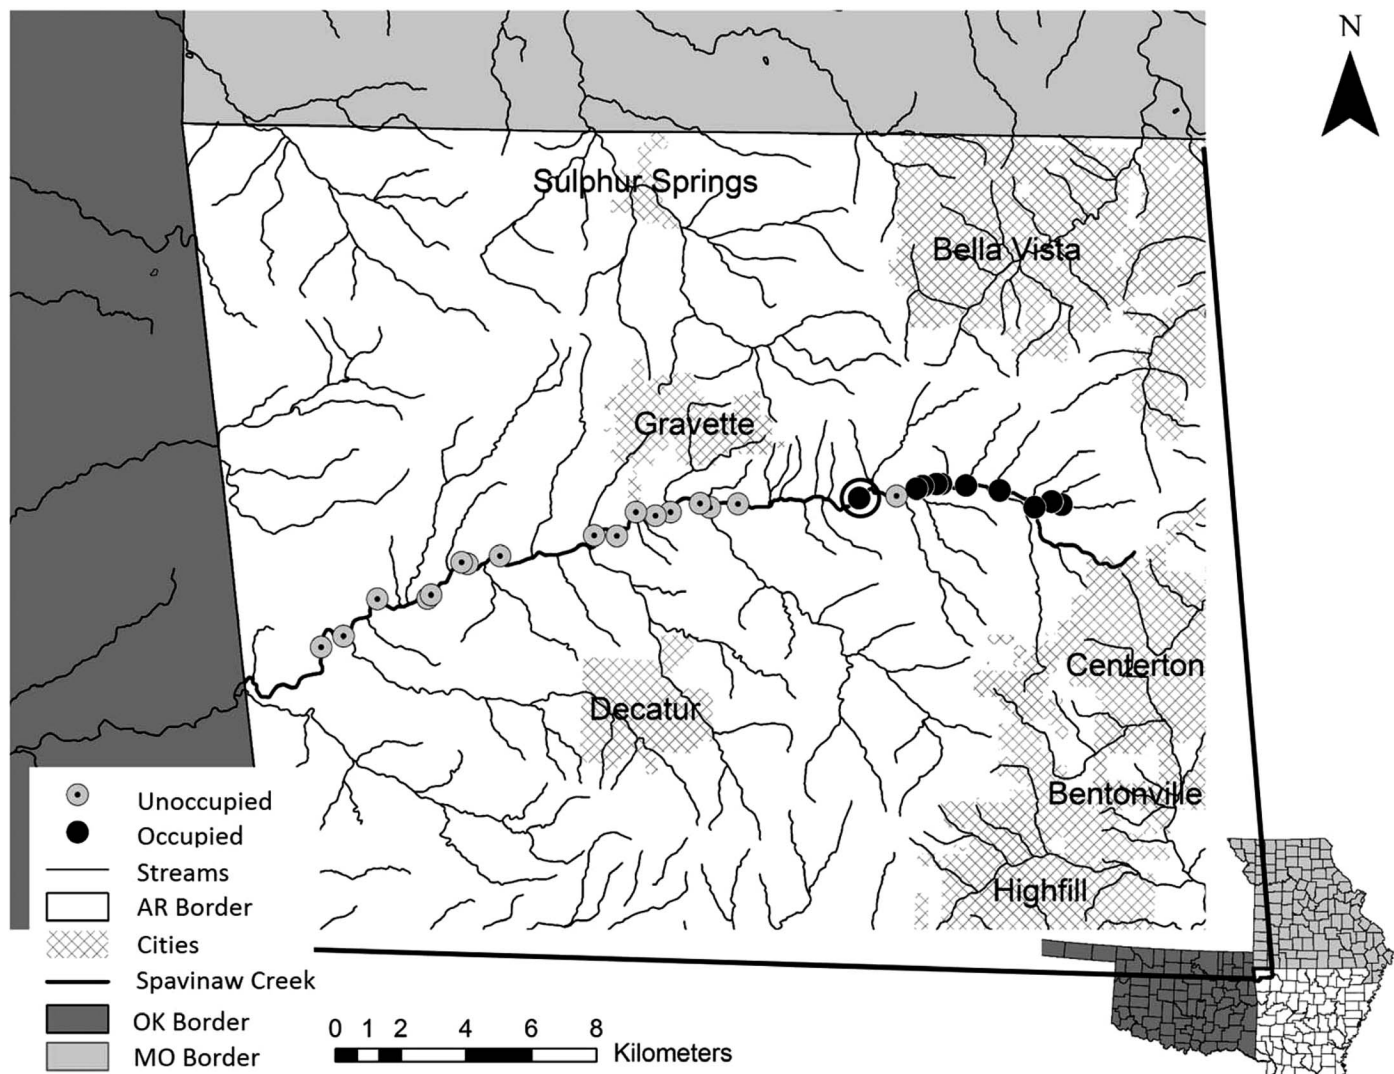 N
Sulphur Springs
Bella Vista
Gravette
Centerton
Decatur
Bentonville
Highfill
Unoccupied
Occupied
Streams
AR Border
Cities
Spavinaw Creek
OK Border
MO Border
0 1 2 4 6 8
Kilometers